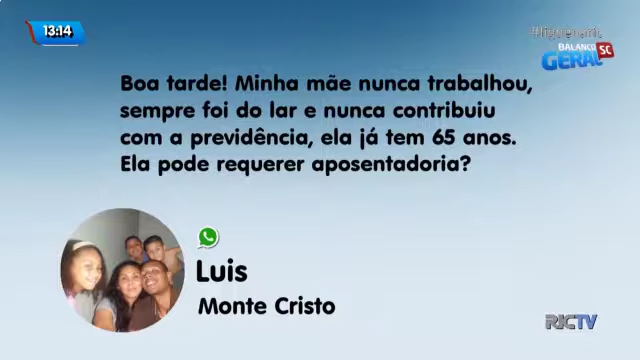 13:14
BALANÇO
GERAL SC
Boa tarde! Minha mãe nunca trabalhou,
sempre foi do lar e nunca contribuiu
com a previdência, ela já tem 65 anos.
Ela pode requerer aposentadoria?
Luis
Monte Cristo
RICTV